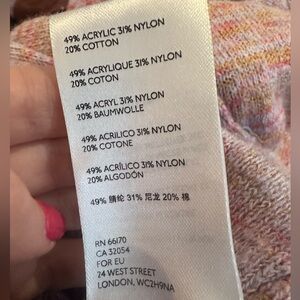 49% ACRYLIC 31% NYLON
20% COTTON
49% ACRYLIQUE 31% NYLON
20% COTON
49% ACRYL 31% NYLON
20% BAUMWOLLE
49% ACRILICO 31% NYLON
20% COTONE
49% ACRÍLICO 31% NYLON
20% ALGODÓN
49% 腈纶 31% 尼龙 20% 棉
RN 66170
CA 32054
FOR EU
24 WEST STREET
LONDON, WC2H9NA